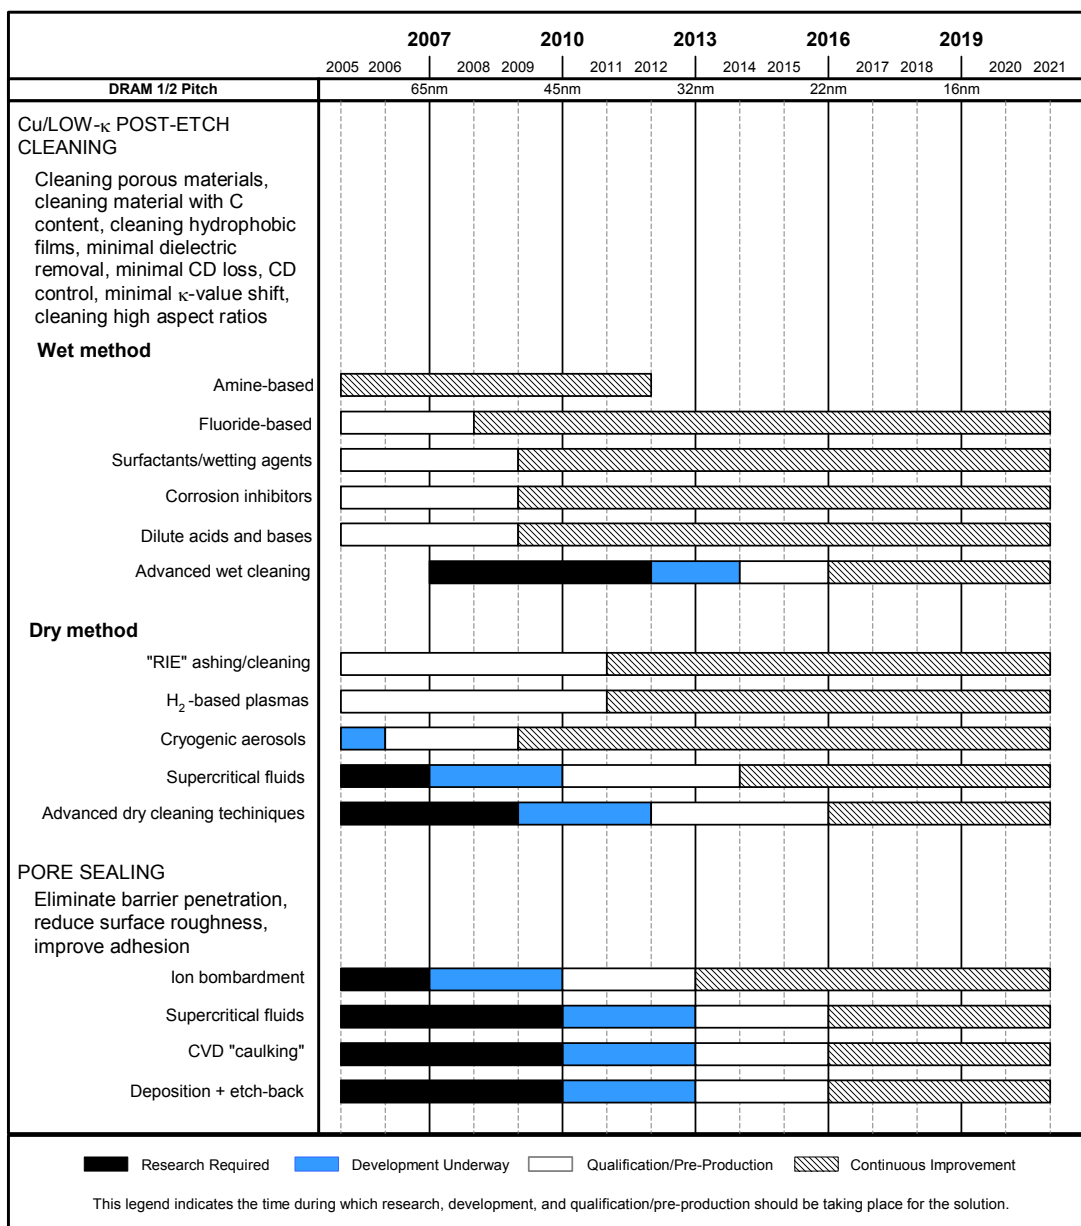 2007 2010 2013 2016 2019
2005 2006 2008 2009 2011 2012 2014 2015 2017 2018 2020 2021
DRAM 1/2 Pitch 65nm 45nm 32nm 22nm 16nm
Cu/LOW-κ POST-ETCH
CLEANING
Cleaning porous materials,
cleaning material with C
content, cleaning hydrophobic
films, minimal dielectric
removal, minimal CD loss, CD
control, minimal κ-value shift,
cleaning high aspect ratios
Wet method
Amine-based
Fluoride-based
Surfactants/wetting agents
Corrosion inhibitors
Dilute acids and bases
Advanced wet cleaning
Dry method
"RIE" ashing/cleaning
H2-based plasmas
Cryogenic aerosols
Supercritical fluids
Advanced dry cleaning techiniques
PORE SEALING
Eliminate barrier penetration,
reduce surface roughness,
improve adhesion
Ion bombardment
Supercritical fluids
CVD "caulking"
Deposition + etch-back
Research Required Development Underway Qualification/Pre-Production Continuous Improvement
This legend indicates the time during which research, development, and qualification/pre-production should be taking place for the solution.